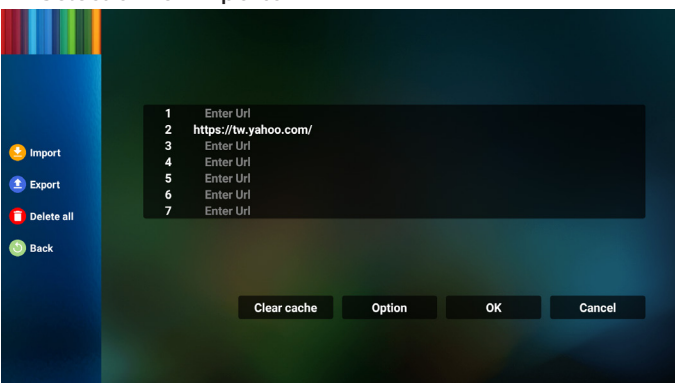 1 Enter Url
2 https://tw.yahoo.com/
3 Enter Url
4 Enter Url
5 Enter Url
6 Enter Url
7 Enter Url
Import
Export
Delete all
Back
Clear cache Option OK Cancel